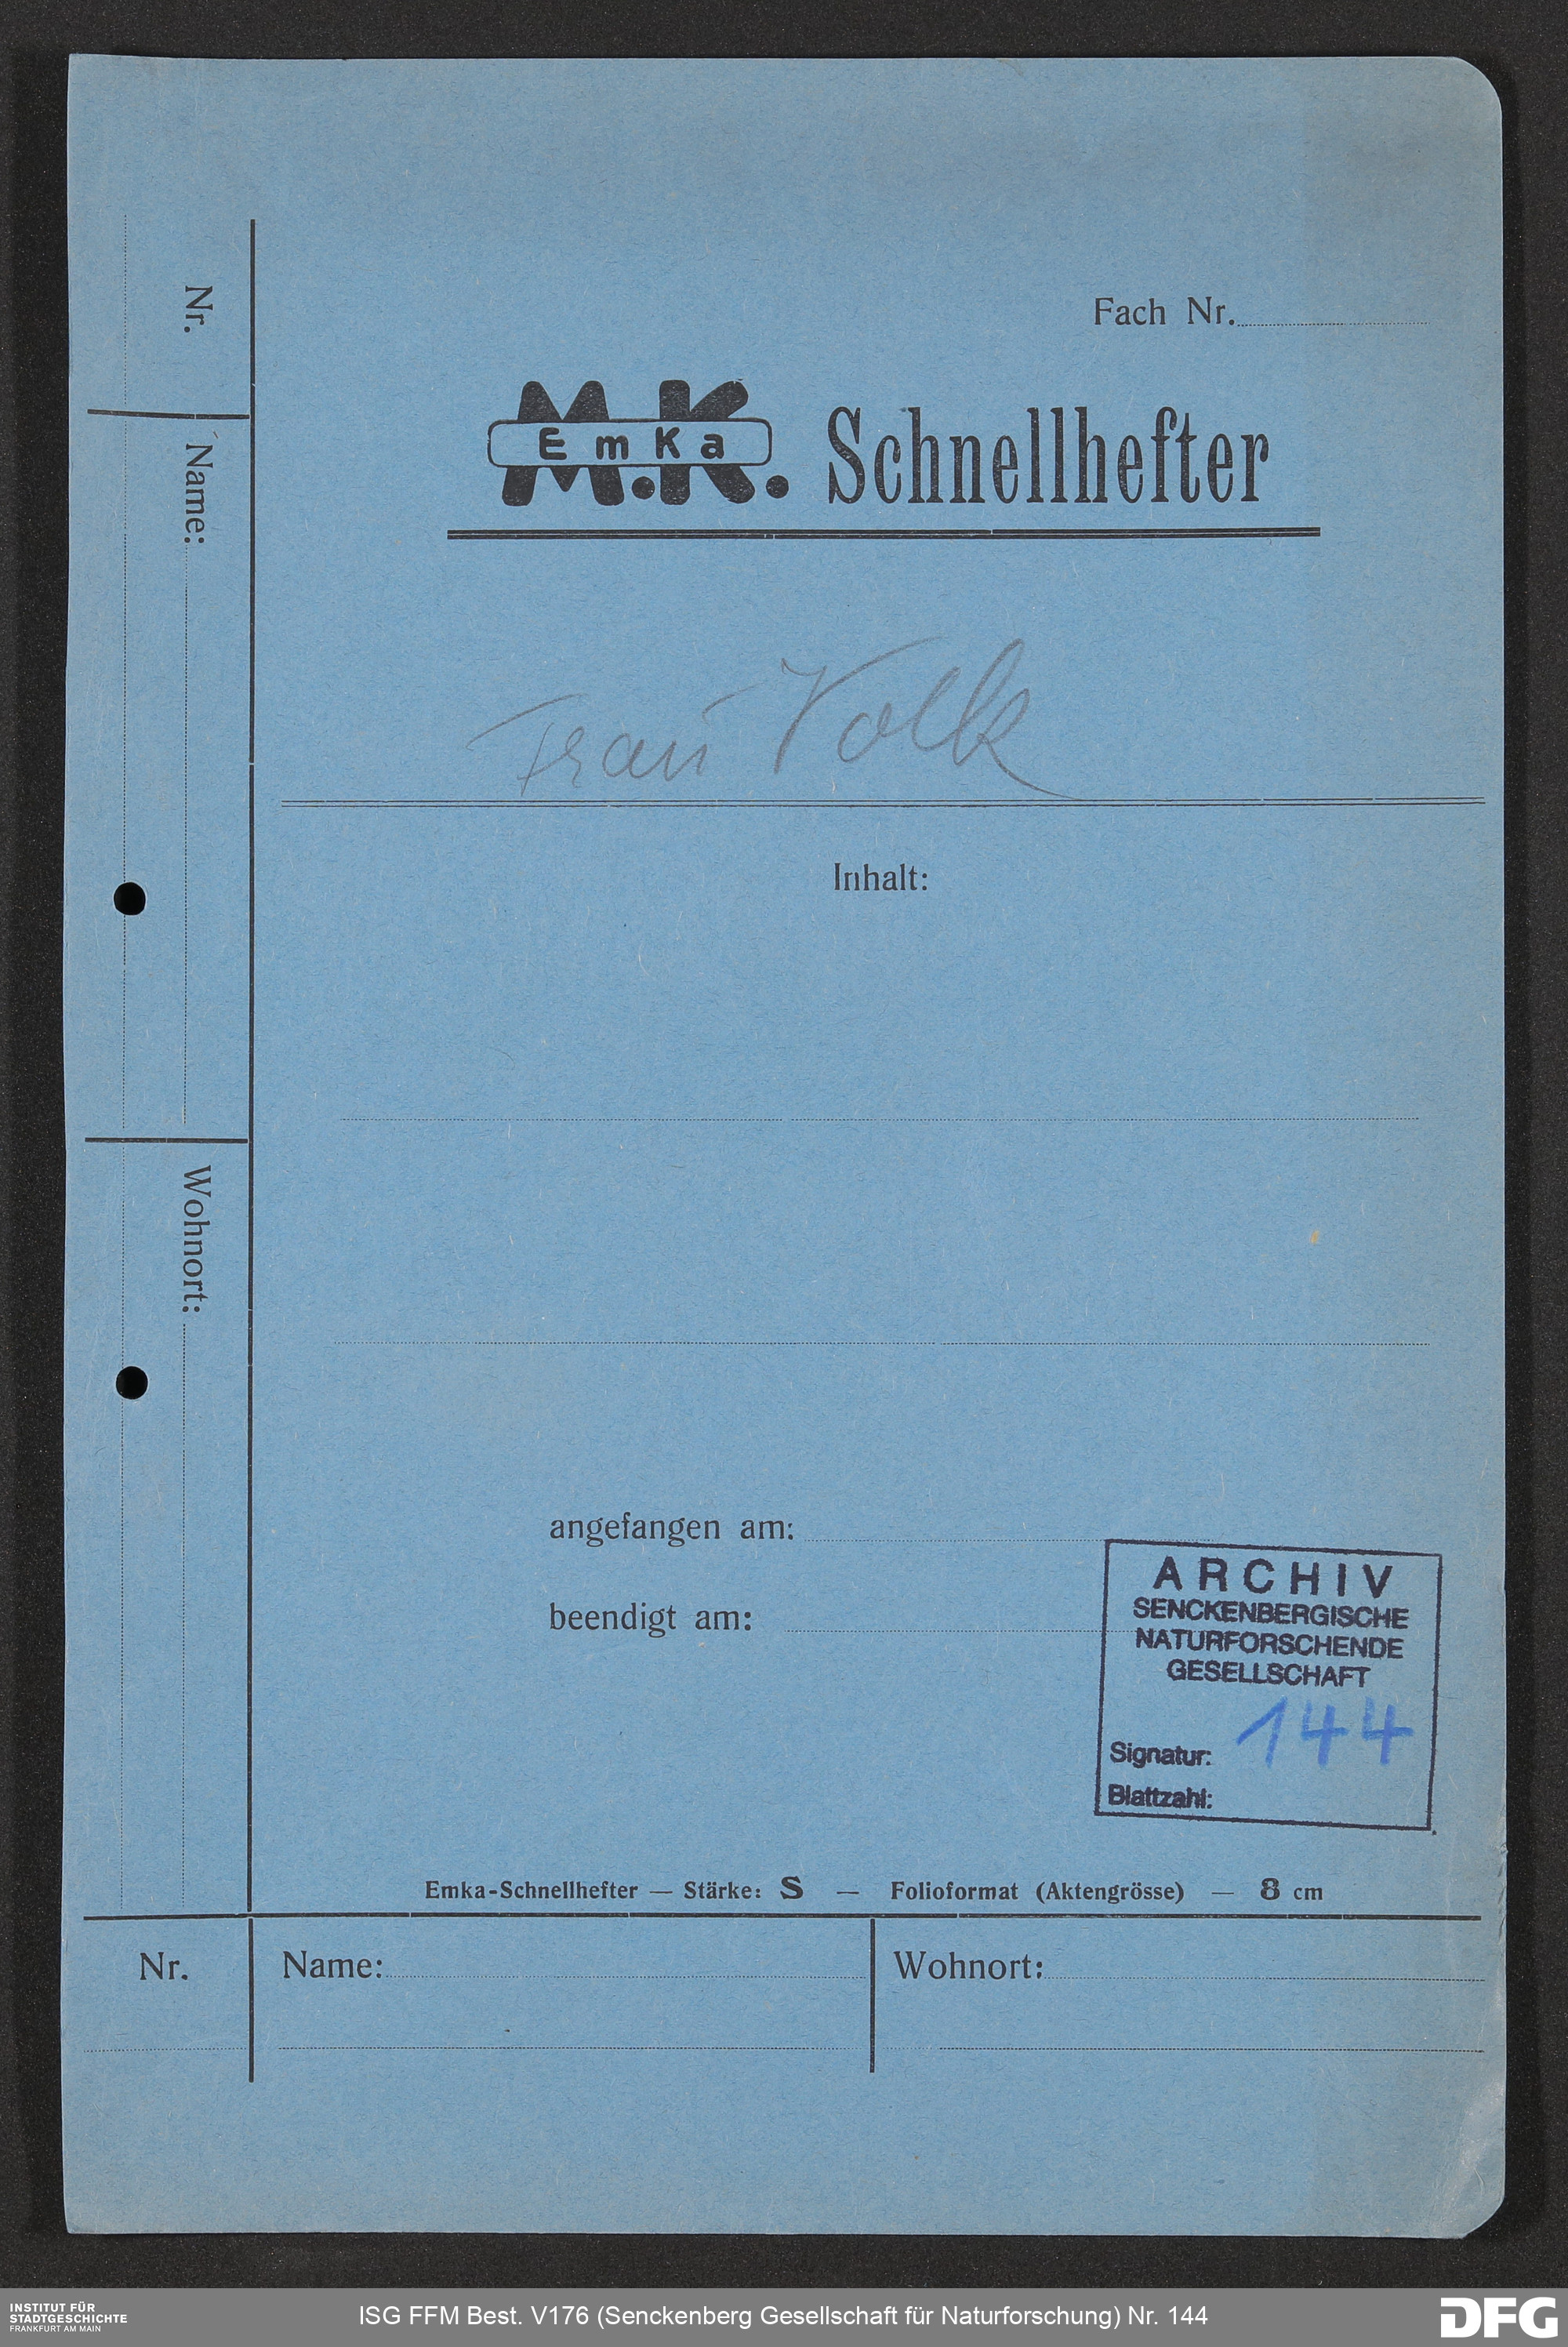 Fach Nr.
M.K. EmKa Schnellhefter
Frau Volk
Inhalt:
angefangen am:
beendigt am:
ARCHIV
SENCKENBERGISCHE
NATURFORSCHENDE
GESELLSCHAFT
Signatur: 144
Blattzahl:
Emka-Schnellhefter — Stärke: S — Folioformat (Aktengrösse) — 8 cm
Nr. Name: Wohnort:
Nr. Name: Wohnort:
INSTITUT FÜR
STADTGESCHICHTE
FRANKFURT AM MAIN
ISG FFM Best. V176 (Senckenberg Gesellschaft für Naturforschung) Nr. 144
DFG